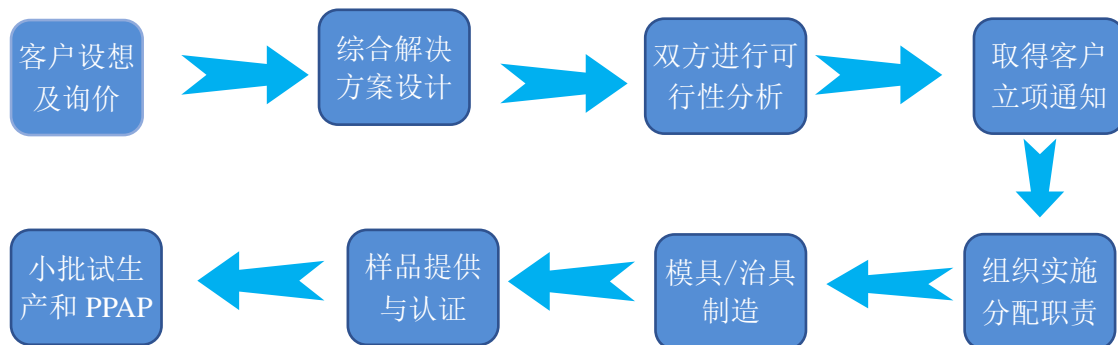 客户设想
及询价
综合解决
方案设计
双方进行可
行性分析
取得客户
立项通知
组织实施
分配职责
模具/治具
制造
样品提供
与认证
小批试生
产和 PPAP